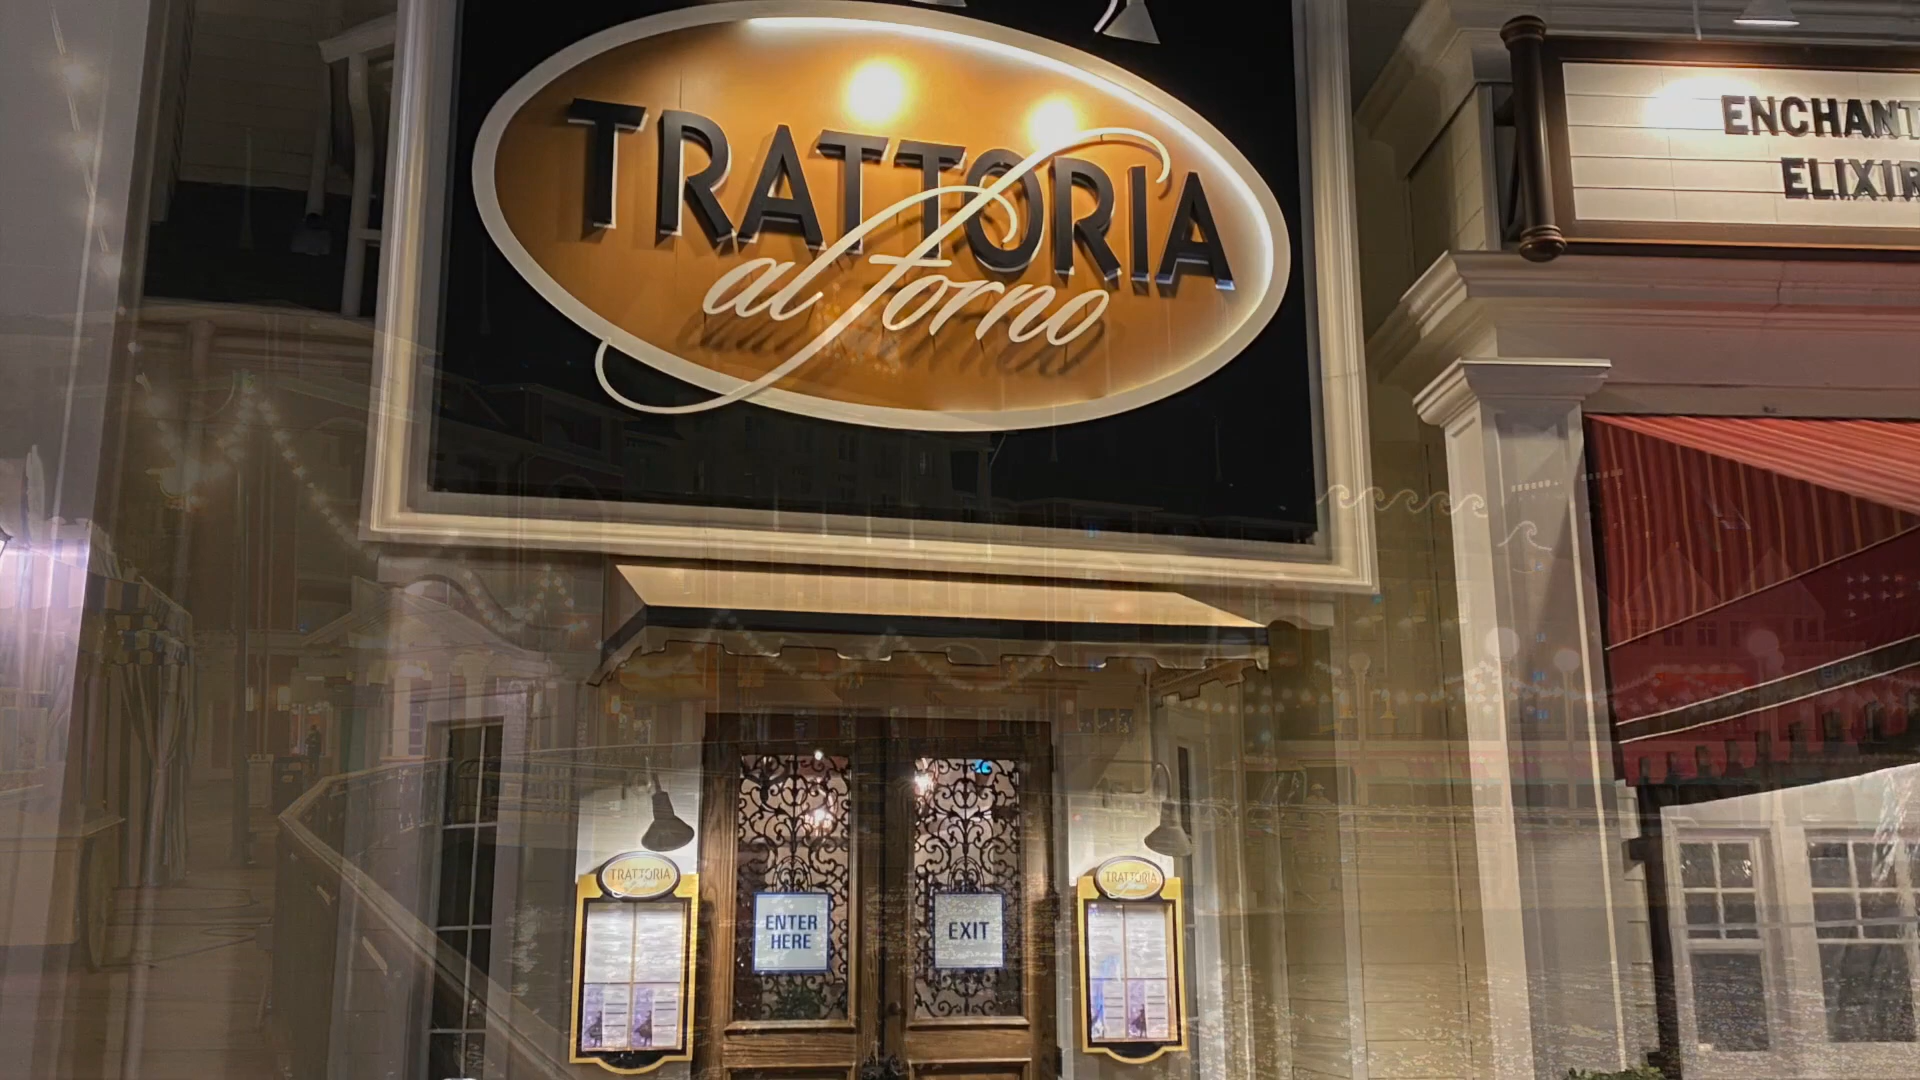 TRATTORIA
al forno
ENCHANT
ELIXIR
TRATTORIA
TRATTORIA
ENTER
HERE
EXIT